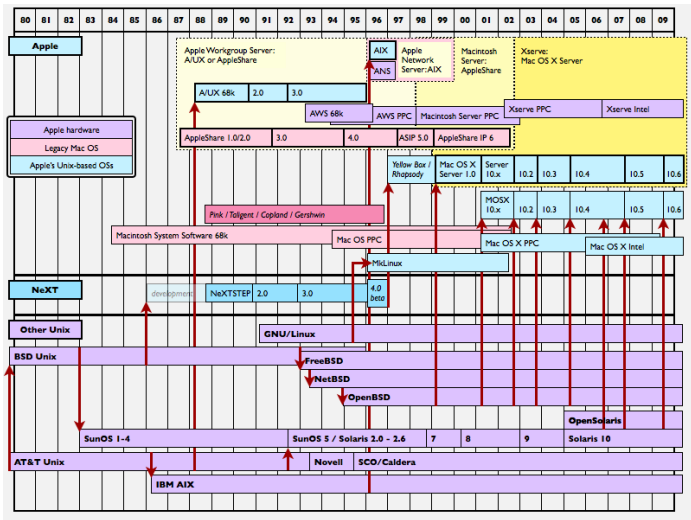 80 81 82 83 84 85 86 87 88 89 90 91 92 93 94 95 96 97 98 99 00 01 02 03 04 05 06 07 08 09
Apple
Apple Workgroup Server:
A/UX or AppleShare
AIX
ANS
Apple
Network
Server:AIX
Macintosh
Server:
AppleShare
Xserve:
Mac OS X Server
A/UX 68k 2.0 3.0
AWS 68k
AWS PPC
Macintosh Server PPC
Xserve PPC
Xserve Intel
Apple hardware
Legacy Mac OS
Apple's Unix-based OSs
AppleShare 1.0/2.0 3.0 4.0 ASIP 5.0 AppleShare IP 6
Yellow Box /
Rhapsody
Mac OS X
Server 1.0
Server
10.x
10.2 10.3 10.4 10.5 10.6
MOSX
10.x
10.2 10.3 10.4 10.5 10.6
Pink / Taligent / Copland / Gershwin
Macintosh System Software 68k
Mac OS PPC
Mac OS X PPC
Mac OS X Intel
MkLinux
NeXT
development NeXTSTEP 2.0 3.0
4.0
beta
Other Unix
GNU/Linux
BSD Unix
FreeBSD
NetBSD
OpenBSD
OpenSolaris
SunOS 1-4
SunOS 5 / Solaris 2.0 - 2.6
7 8 9
Solaris 10
AT&T Unix
Novell
SCO/Caldera
IBM AIX